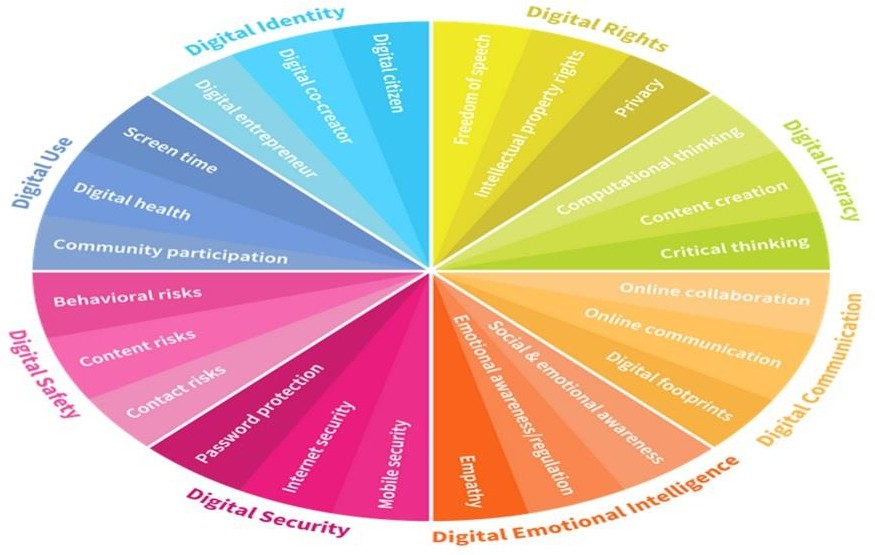 Digital Identity
Digital citizen
Digital co-creator
Digital entrepreneur
Digital Rights
Freedom of speech
Intellectual property rights
Privacy
Digital Literacy
Computational thinking
Content creation
Critical thinking
Digital Communication
Online collaboration
Online communication
Digital footprints
Digital Emotional Intelligence
Social & emotional awareness
Emotional awareness/regulation
Empathy
Digital Security
Mobile security
Internet security
Password protection
Digital Safety
Contact risks
Content risks
Behavioral risks
Digital Use
Community participation
Digital health
Screen time